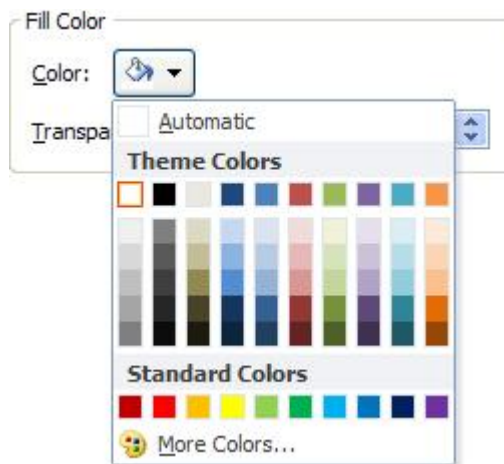 Fill Color
Color:
Automatic
Transpa
Theme Colors
Standard Colors
More Colors...